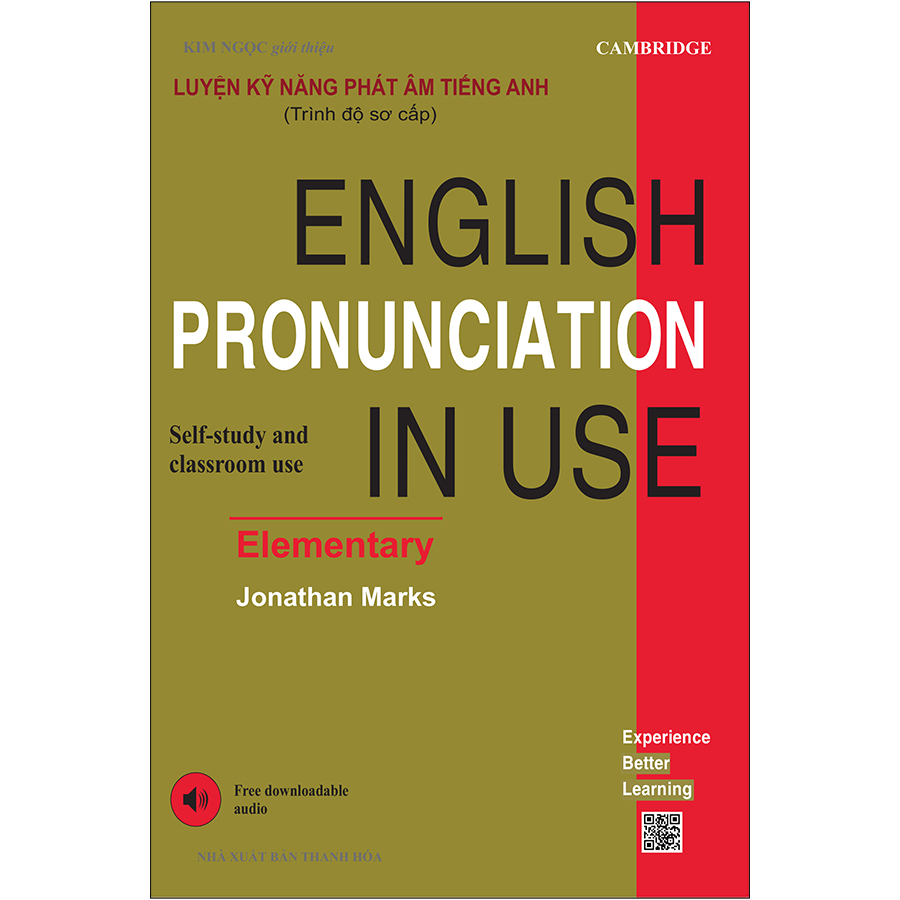 KIM NGỌC giới thiệu
CAMBRIDGE
LUYỆN KỸ NĂNG PHÁT ÂM TIẾNG ANH
(Trình độ sơ cấp)
ENGLISH
PRONUNCIATION
IN USE
Self-study and
classroom use
Elementary
Jonathan Marks
Experience
Better
Learning
Free downloadable
audio
NHÀ XUẤT BẢN THANH HÓA